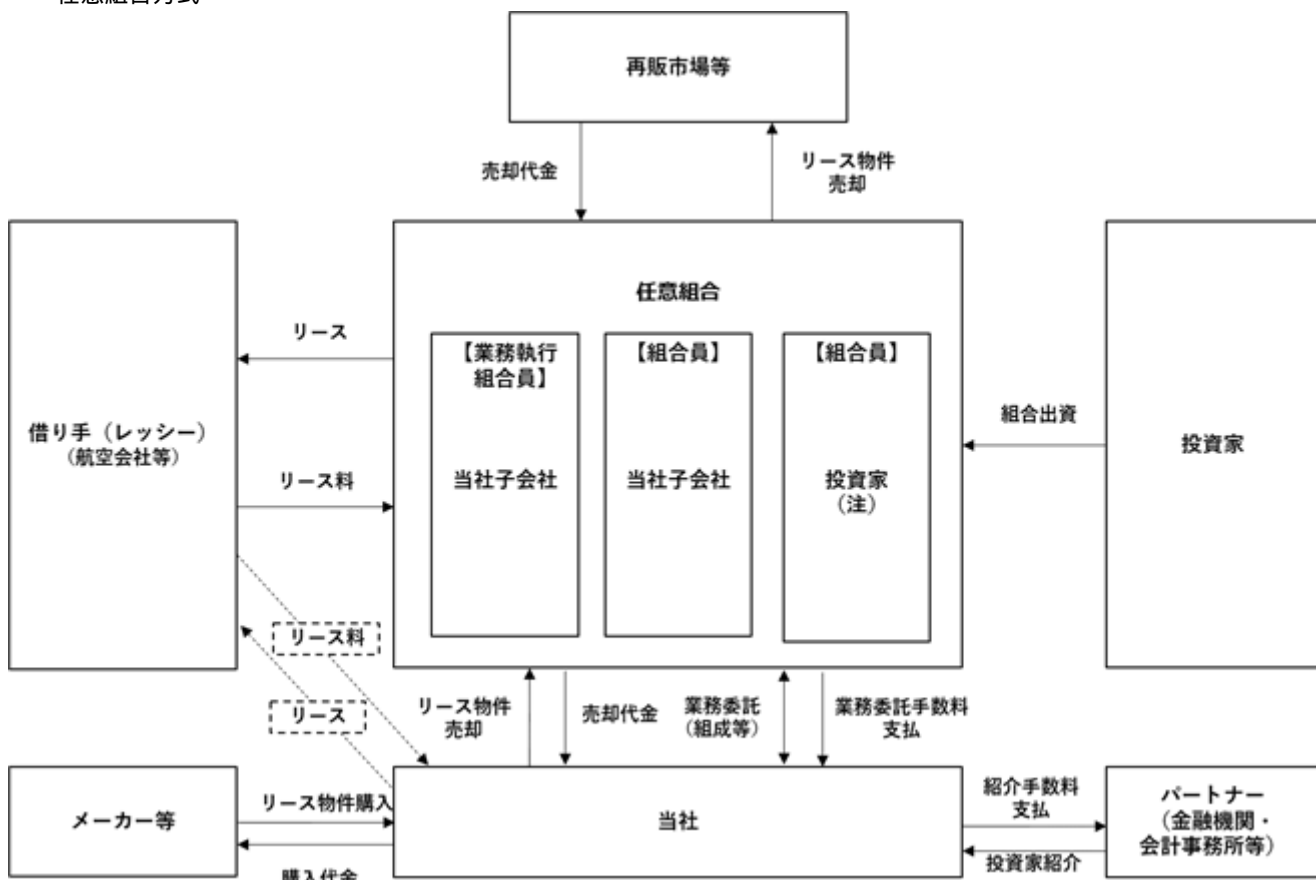 任意組合方式
再販市場等
売却代金
リース物件
売却
任意組合
リース
【業務執行
組合員】
【組合員】
【組合員】
組合出資
借り手（レッシー）
（航空会社等）
投資家
リース料
当社子会社
当社子会社
投資家
（注）
リース料
リース
リース物件
売却
売却代金
業務委託
（組成等）
業務委託手数料
支払
メーカー等
リース物件購入
当社
紹介手数料
支払
パートナー
（金融機関・
会計事務所等）
投資家紹介
購入代金